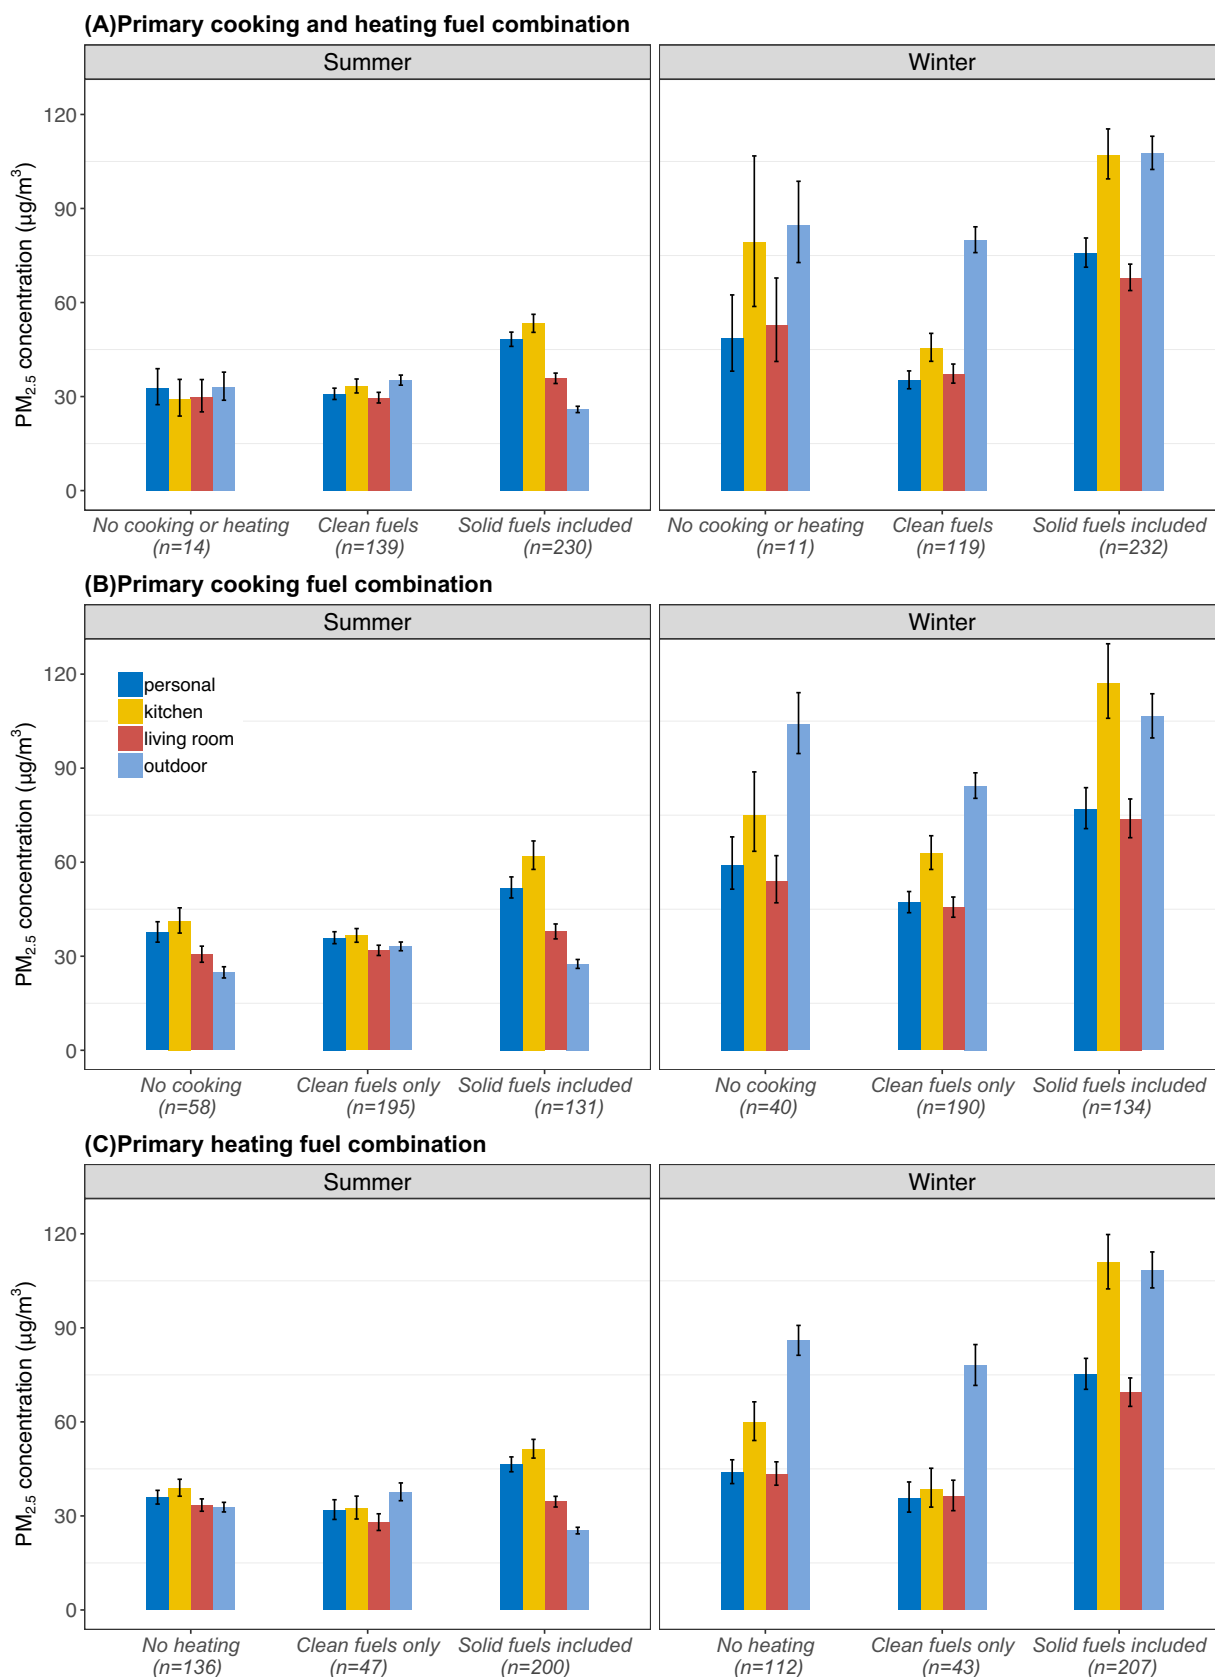 (A)Primary cooking and heating fuel combination
Summer
Winter
PM2.5 concentration (µg/m³)
120
90
60
30
0
No cooking or heating
(n=14)
Clean fuels
(n=139)
Solid fuels included
(n=230)
No cooking or heating
(n=11)
Clean fuels
(n=119)
Solid fuels included
(n=232)
(B)Primary cooking fuel combination
Summer
Winter
PM2.5 concentration (µg/m³)
120
90
60
30
0
personal
kitchen
living room
outdoor
No cooking
(n=58)
Clean fuels only
(n=195)
Solid fuels included
(n=131)
No cooking
(n=40)
Clean fuels only
(n=190)
Solid fuels included
(n=134)
(C)Primary heating fuel combination
Summer
Winter
PM2.5 concentration (µg/m³)
120
90
60
30
0
No heating
(n=136)
Clean fuels only
(n=47)
Solid fuels included
(n=200)
No heating
(n=112)
Clean fuels only
(n=43)
Solid fuels included
(n=207)